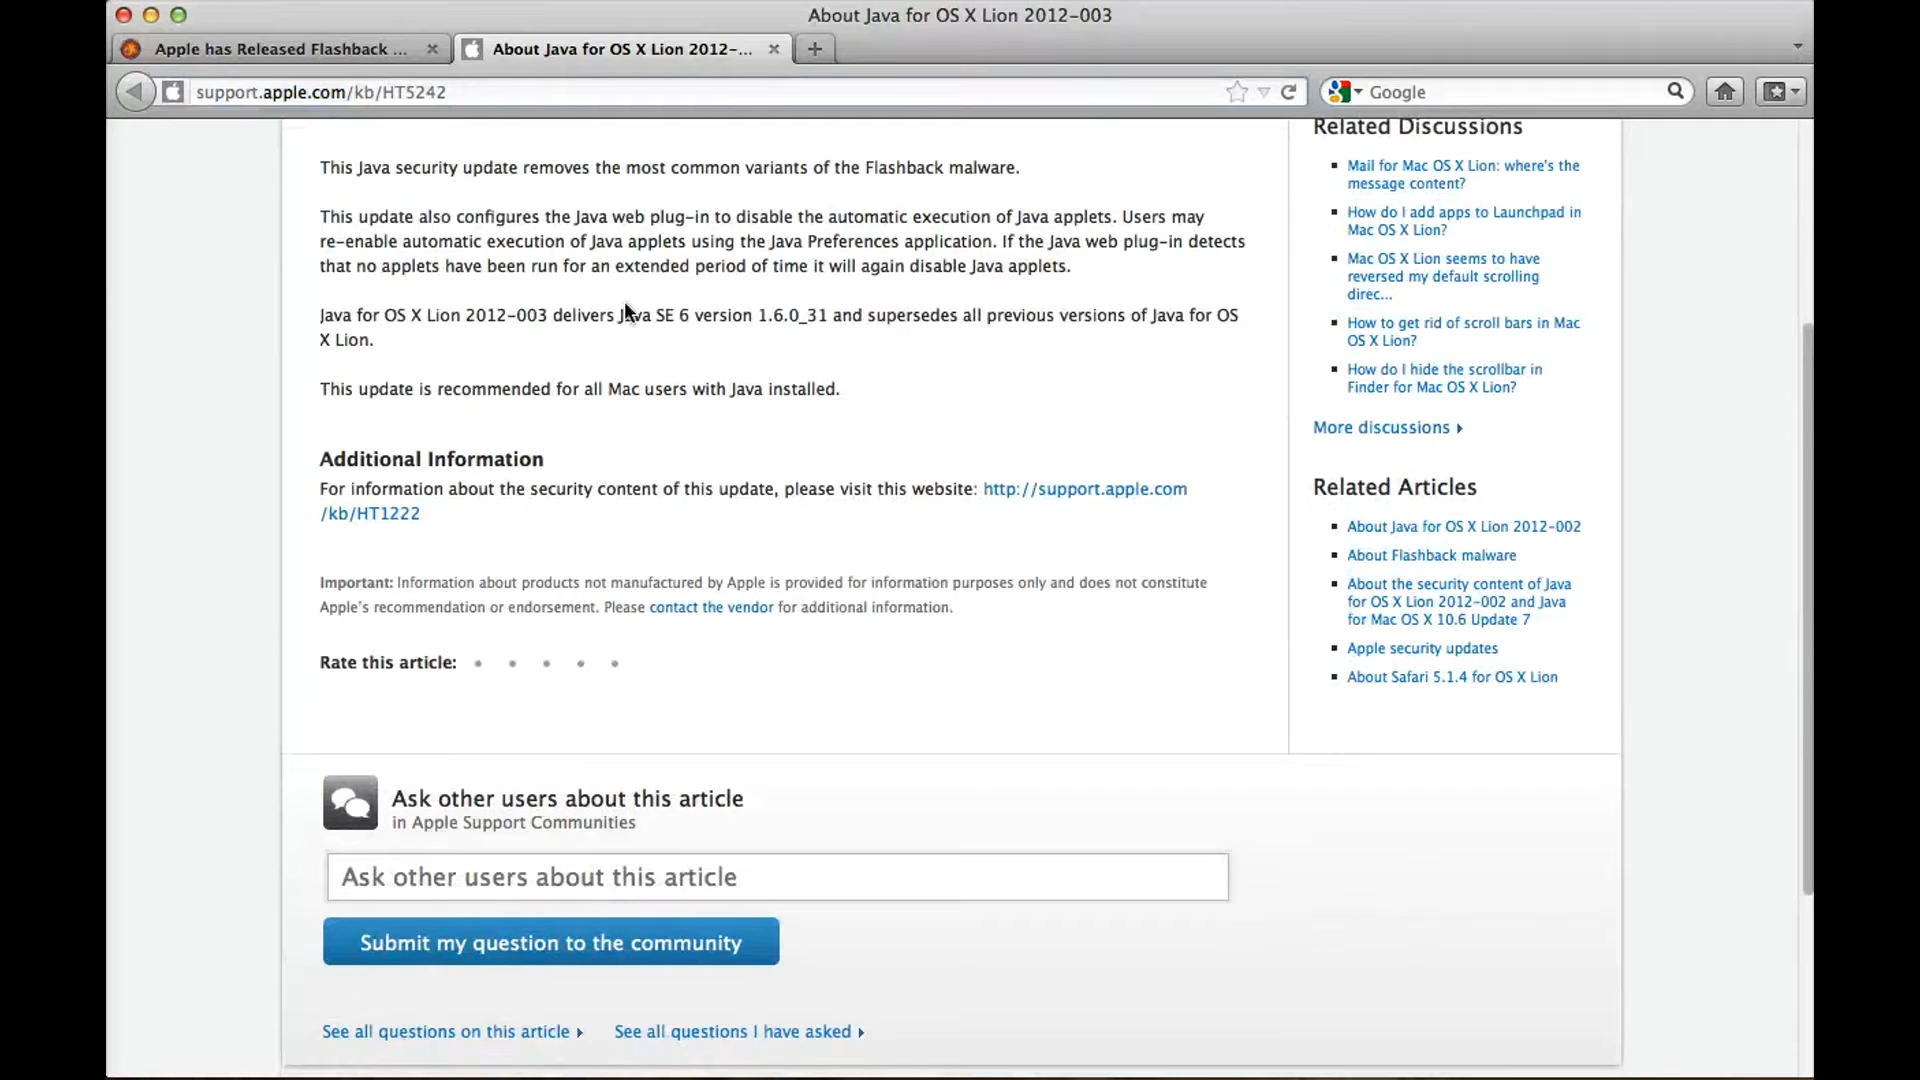 About Java for OS X Lion 2012-003
Apple has Released Flashback ...
About Java for OS X Lion 2012-...
support.apple.com/kb/HT5242
Google
This Java security update removes the most common variants of the Flashback malware.
This update also configures the Java web plug-in to disable the automatic execution of Java applets. Users may
re-enable automatic execution of Java applets using the Java Preferences application. If the Java web plug-in detects
that no applets have been run for an extended period of time it will again disable Java applets.
Java for OS X Lion 2012-003 delivers Java SE 6 version 1.6.0_31 and supersedes all previous versions of Java for OS
X Lion.
This update is recommended for all Mac users with Java installed.
Additional Information
For information about the security content of this update, please visit this website: http://support.apple.com
/kb/HT1222
Important: Information about products not manufactured by Apple is provided for information purposes only and does not constitute
Apple's recommendation or endorsement. Please contact the vendor for additional information.
Rate this article:
Related Discussions
Mail for Mac OS X Lion: where's the
message content?
How do I add apps to Launchpad in
Mac OS X Lion?
Mac OS X Lion seems to have
reversed my default scrolling
direc...
How to get rid of scroll bars in Mac
OS X Lion?
How do I hide the scrollbar in
Finder for Mac OS X Lion?
More discussions
Related Articles
About Java for OS X Lion 2012-002
About Flashback malware
About the security content of Java
for OS X Lion 2012-002 and Java
for Mac OS X 10.6 Update 7
Apple security updates
About Safari 5.1.4 for OS X Lion
Ask other users about this article
in Apple Support Communities
Ask other users about this article
Submit my question to the community
See all questions on this article
See all questions I have asked